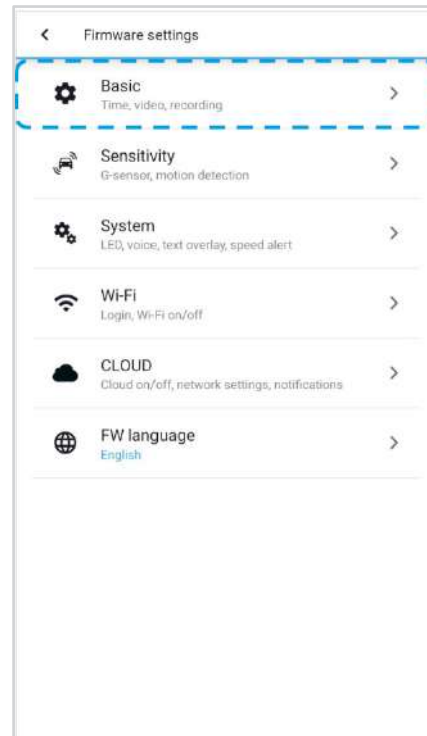 Firmware settings
Basic
Time, video, recording
Sensitivity
G-sensor, motion detection
System
LED, voice, text overlay, speed alert
Wi-Fi
Login, Wi-Fi on/off
CLOUD
Cloud on/off, network settings, notifications
FW language
English